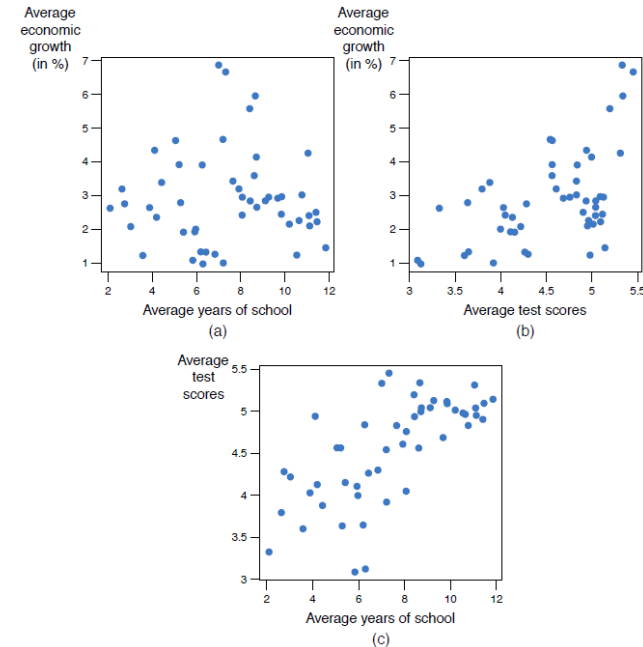 Average
economic
growth
(in %)
7
6
5
4
3
2
1
2 4 6 8 10 12
Average years of school
(a)
Average
economic
growth
(in %)
7
6
5
4
3
2
1
3 3.5 4 4.5 5 5.5
Average test scores
(b)
Average
test
scores
5.5
5
4.5
4
3.5
3
2 4 6 8 10 12
Average years of school
(c)